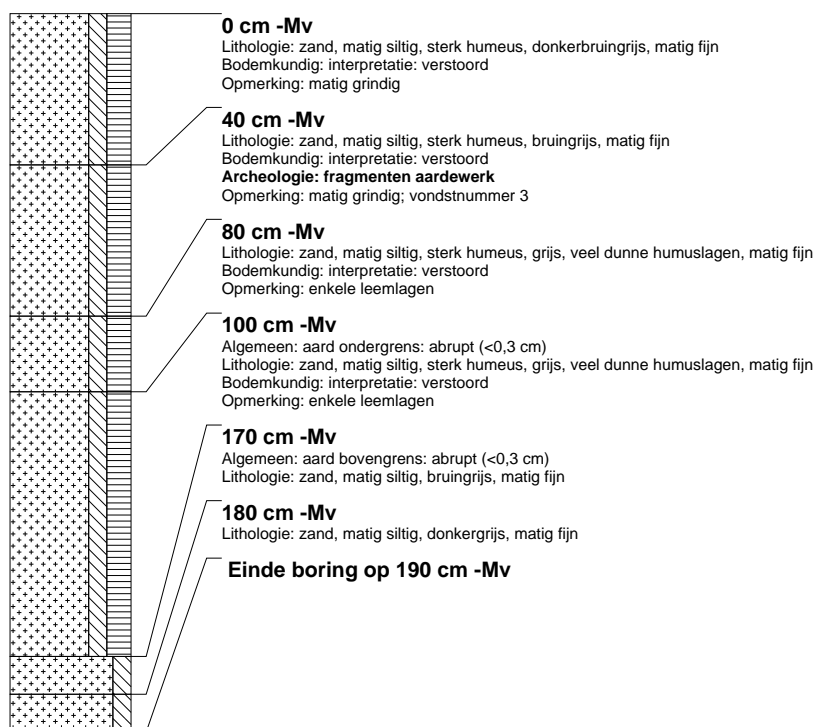 0 cm -Mv
Lithologie: zand, matig siltig, sterk humeus, donkerbruingrijs, matig fijn
Bodemkundig: interpretatie: verstoord
Opmerking: matig grindig
40 cm -Mv
Lithologie: zand, matig siltig, sterk humeus, bruingrijs, matig fijn
Bodemkundig: interpretatie: verstoord
Archeologie: fragmenten aardewerk
Opmerking: matig grindig; vondstnummer 3
80 cm -Mv
Lithologie: zand, matig siltig, sterk humeus, grijs, veel dunne humuslagen, matig fijn
Bodemkundig: interpretatie: verstoord
Opmerking: enkele leemlagen
100 cm -Mv
Algemeen: aard ondergrens: abrupt (<0,3 cm)
Lithologie: zand, matig siltig, sterk humeus, grijs, veel dunne humuslagen, matig fijn
Bodemkundig: interpretatie: verstoord
Opmerking: enkele leemlagen
170 cm -Mv
Algemeen: aard bovengrens: abrupt (<0,3 cm)
Lithologie: zand, matig siltig, bruingrijs, matig fijn
180 cm -Mv
Lithologie: zand, matig siltig, donkergrijs, matig fijn
Einde boring op 190 cm -Mv